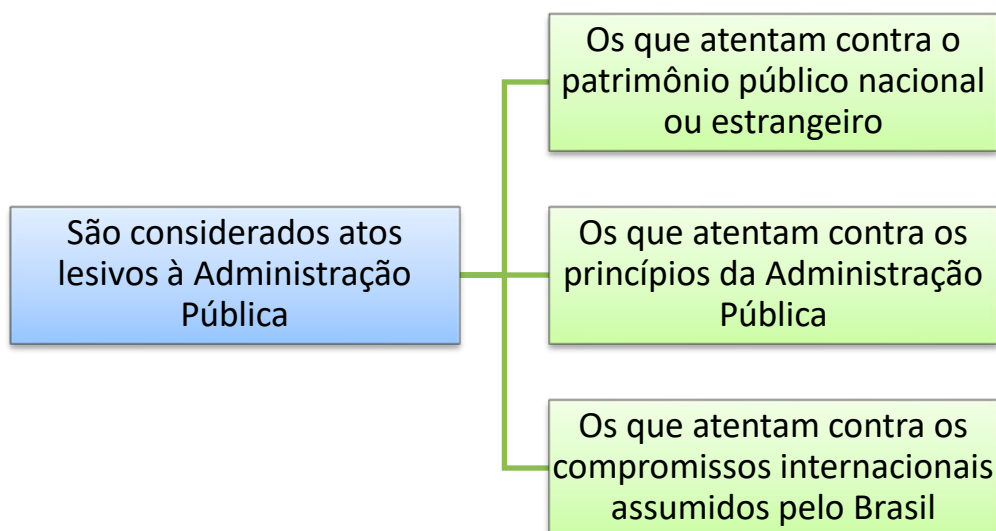 São considerados atos
lesivos à Administração
Pública
Os que atentam contra o
patrimônio público nacional
ou estrangeiro
Os que atentam contra os
princípios da Administração
Pública
Os que atentam contra os
compromissos internacionais
assumidos pelo Brasil